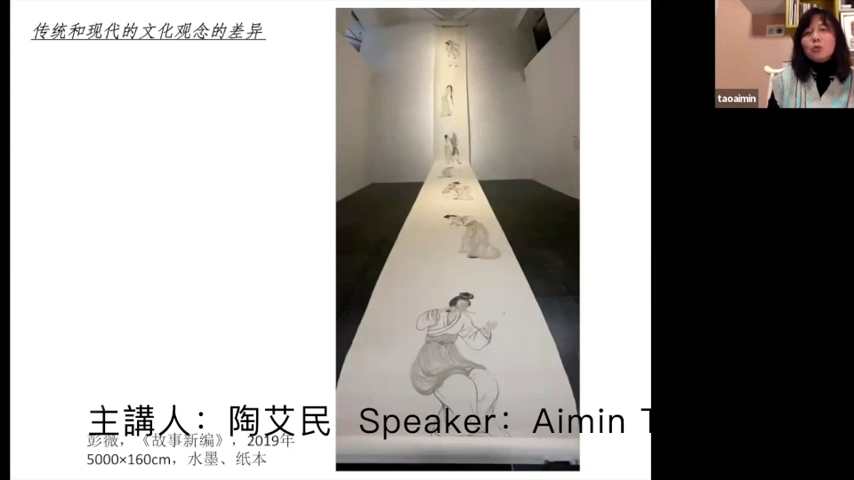 传统和现代的文化观念的差异
taoaimin
主講人：陶艾民 Speaker：Aimin T
彭薇，《故事新编》，2019年
5000×160cm，水墨、纸本